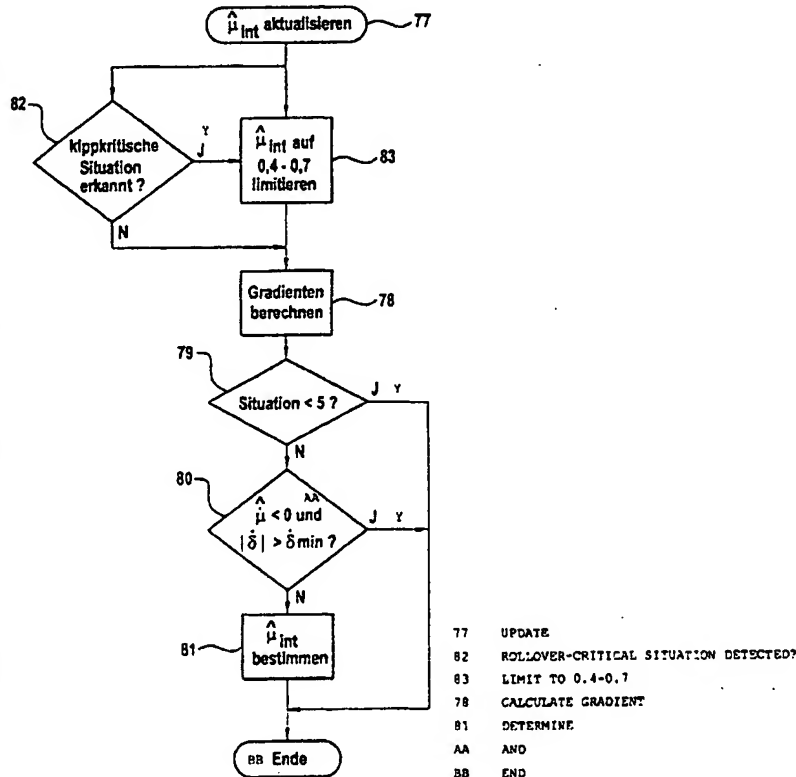 μ̂ int aktualisieren
77
82
kippkritische
Situation
erkannt ?
Y
J
N
μ̂ int auf
0,4 - 0,7
limitieren
83
Gradienten
berechnen
78
79
Situation < 5 ?
J Y
N
80
AA
μ̂̇ < 0 und
| δ̇ | > δ̇ min ?
J Y
N
81
μ̂ int
bestimmen
BB Ende
77 UPDATE
82 ROLLOVER-CRITICAL SITUATION DETECTED?
83 LIMIT TO 0.4-0.7
78 CALCULATE GRADIENT
81 DETERMINE
AA AND
BB END